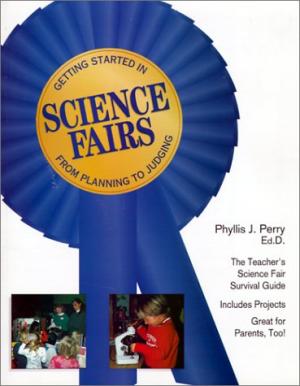 GETTING STARTED IN
SCIENCE
FAIRS
FROM PLANNING TO JUDGING
Phyllis J. Perry
Ed.D.
The Teacher's
Science Fair
Survival Guide
Includes Projects
Great for
Parents, Too!